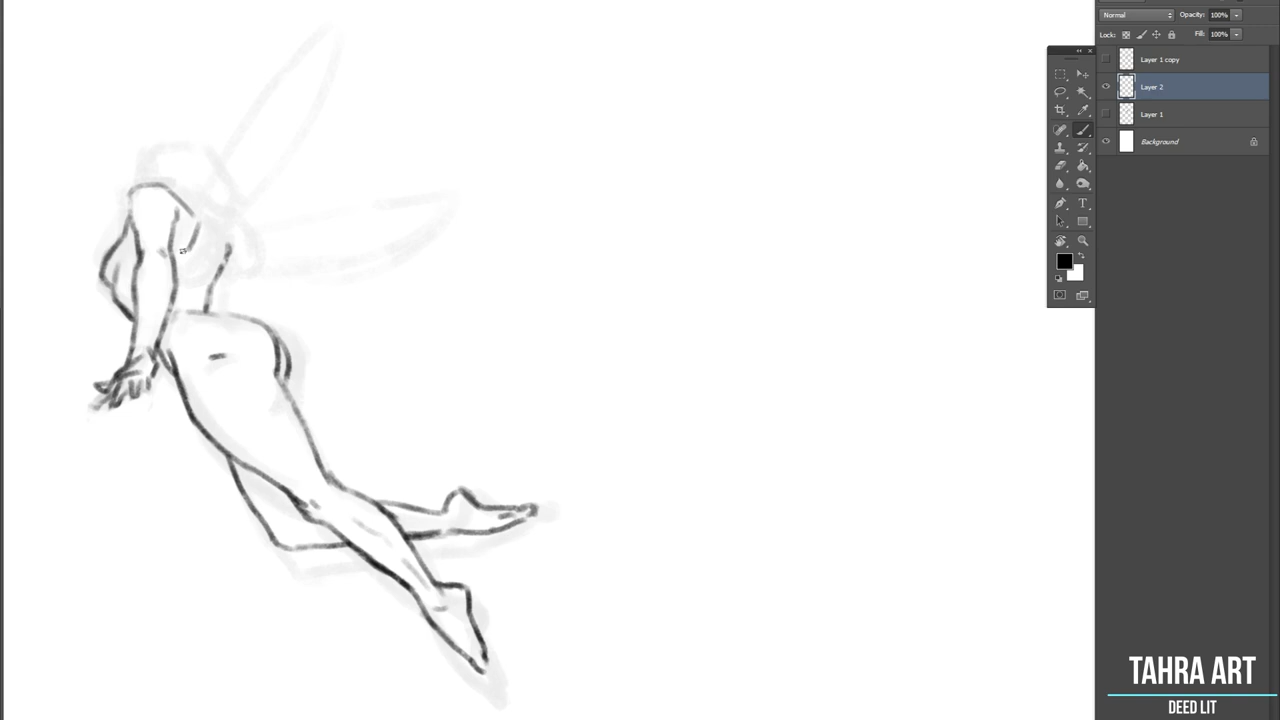 Normal
Opacity: 100%
Lock:
Fill: 100%
Layer 1 copy
Layer 2
Layer 1
Background
T
TAHRA ART
DEED LIT